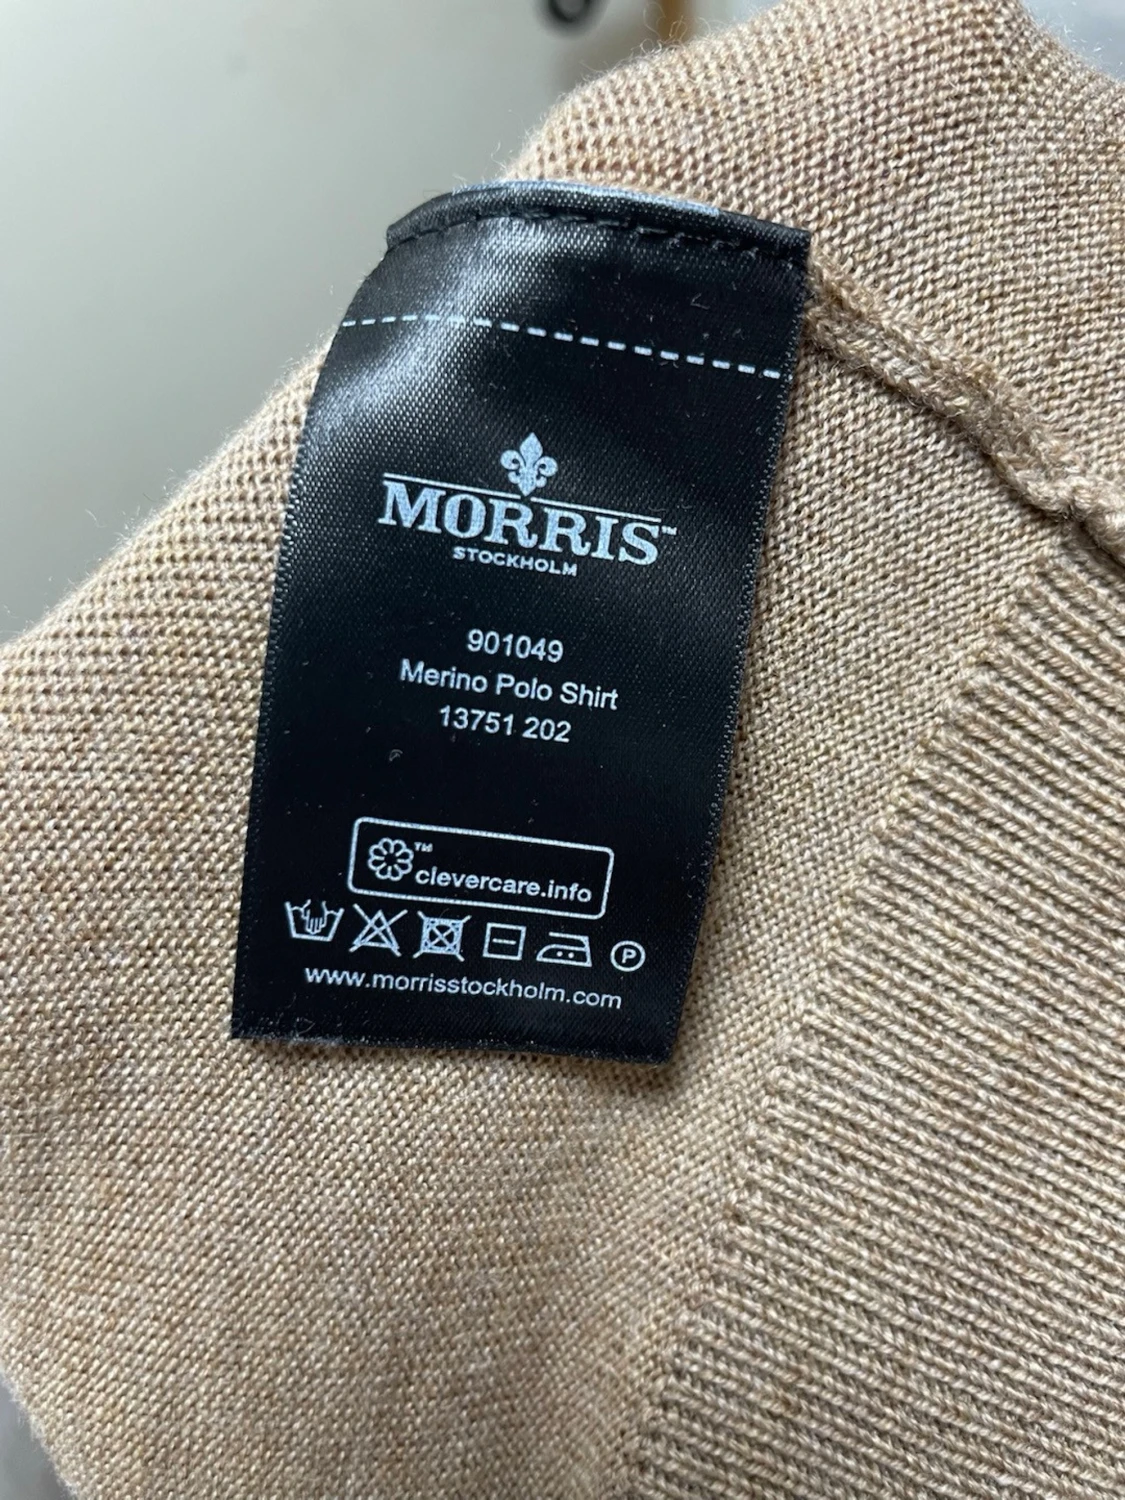 MORRIS™
STOCKHOLM
901049
Merino Polo Shirt
13751 202
™
clevercare.info
P
www.morrisstockholm.com